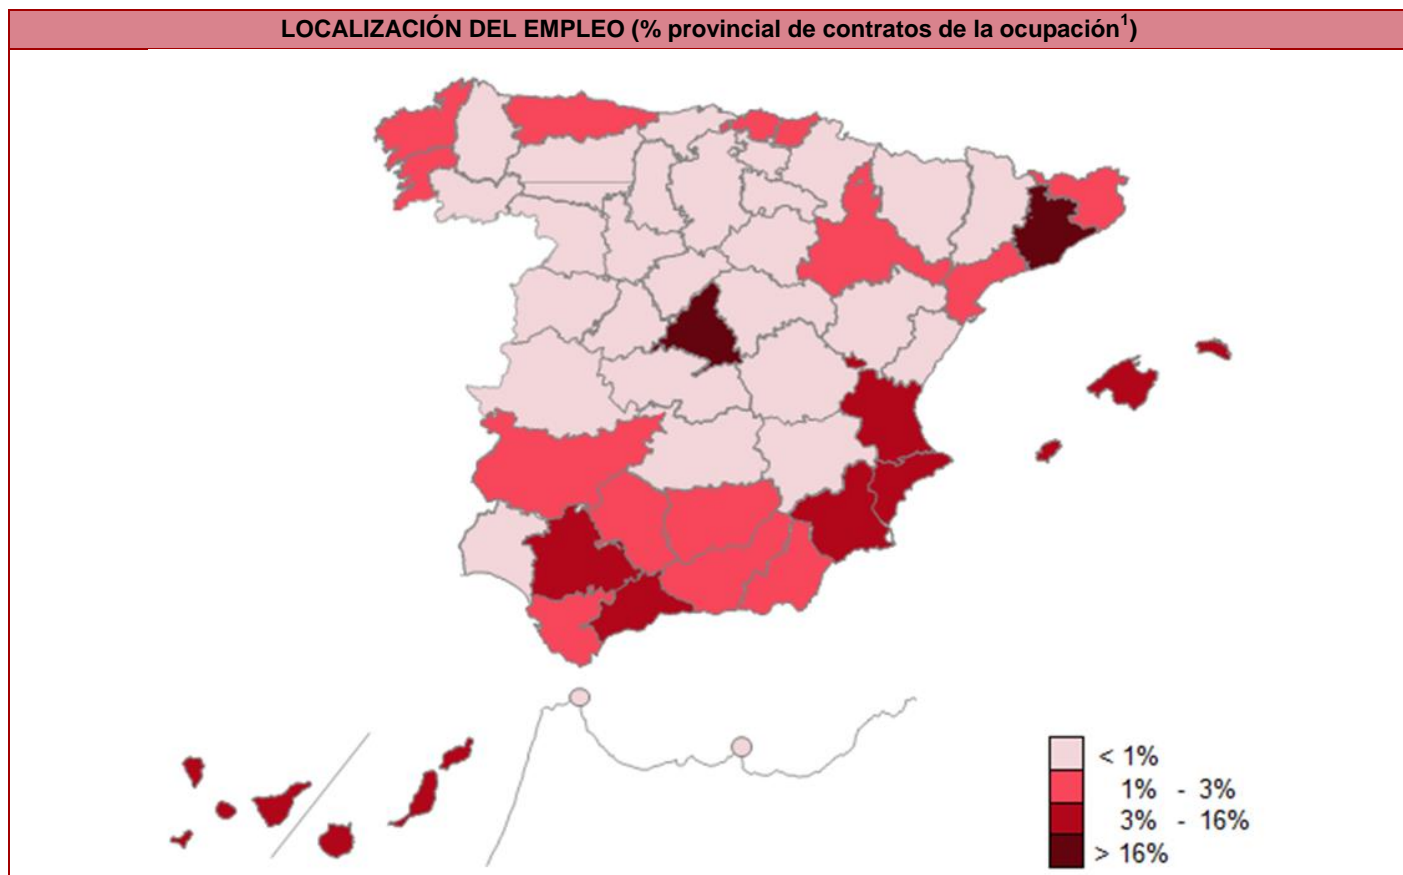 LOCALIZACIÓN DEL EMPLEO (% provincial de contratos de la ocupación¹)
< 1%
1% - 3%
3% - 16%
> 16%